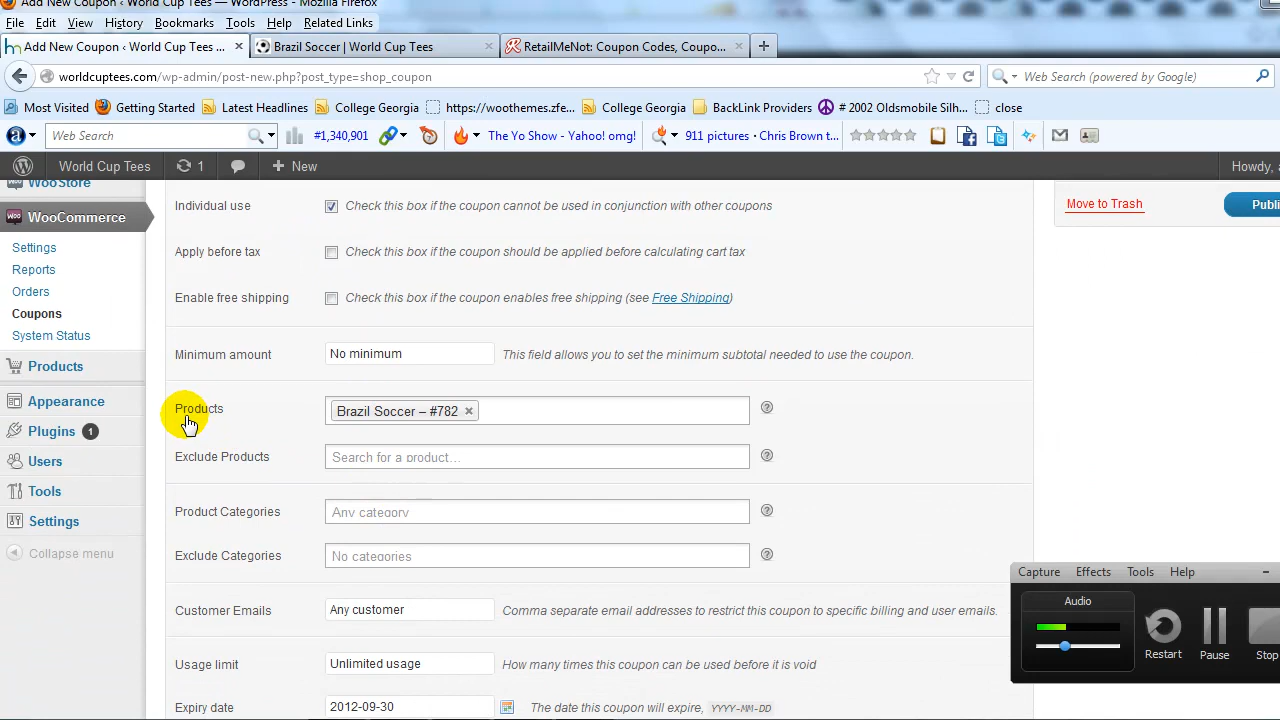 Add New Coupon ‹ World Cup Tees - Mozilla Firefox
File Edit View History Bookmarks Tools Help Related Links
Add New Coupon ‹ World Cup Tees ... × Brazil Soccer | World Cup Tees × RetailMeNot: Coupon Codes, Coupo... ×
worldcuptees.com/wp-admin/post-new.php?post_type=shop_coupon Web Search (powered by Google)
Most Visited Getting Started Latest Headlines College Georgia https://woothemes.zfe... College Georgia BackLink Providers # 2002 Oldsmobile Silh... close
a Web Search #1,340,901 The Yo Show - Yahoo! omg! 911 pictures · Chris Brown t...
World Cup Tees 1 + New Howdy, a
WooStore
WooCommerce
Settings
Reports
Orders
Coupons
System Status
Products
Appearance
Plugins 1
Users
Tools
Settings
Collapse menu
Individual use Check this box if the coupon cannot be used in conjunction with other coupons
Apply before tax Check this box if the coupon should be applied before calculating cart tax
Enable free shipping Check this box if the coupon enables free shipping (see Free Shipping)
Minimum amount No minimum This field allows you to set the minimum subtotal needed to use the coupon.
Products Brazil Soccer – #782 ×
Exclude Products Search for a product…
Product Categories Any category
Exclude Categories No categories
Customer Emails Any customer Comma separate email addresses to restrict this coupon to specific billing and user emails.
Usage limit Unlimited usage How many times this coupon can be used before it is void
Expiry date 2012-09-30 The date this coupon will expire, YYYY-MM-DD
Move to Trash Publi
Capture Effects Tools Help
Audio
Restart Pause Stop